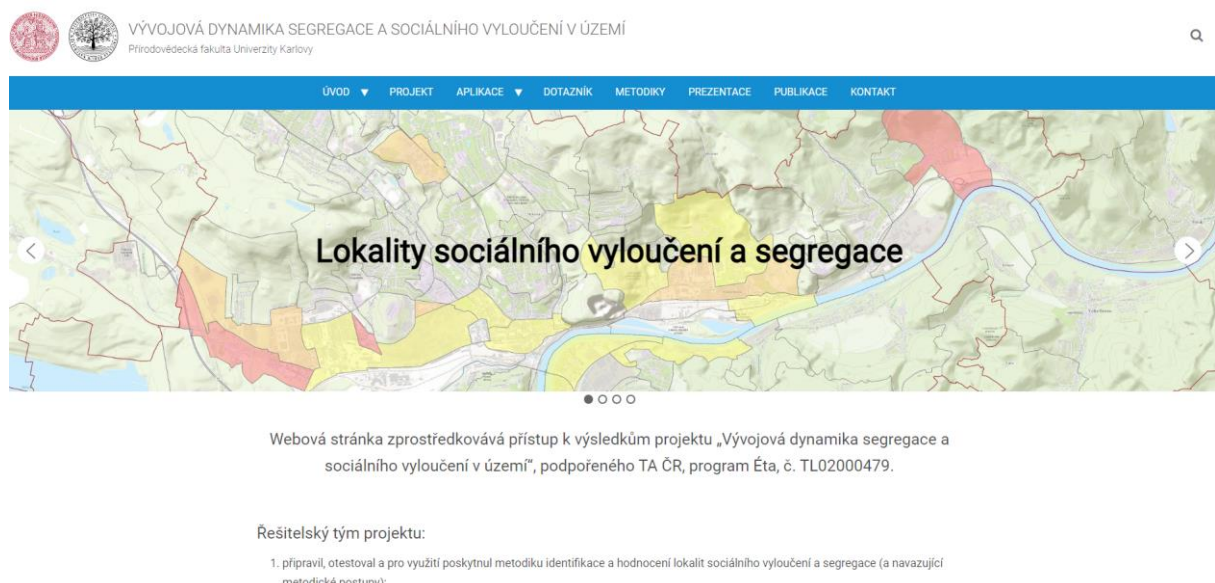 VÝVOJOVÁ DYNAMIKA SEGREGACE A SOCIÁLNÍHO VYLOUČENÍ V ÚZEMÍ
Přírodovědecká fakulta Univerzity Karlovy
ÚVOD ▼ PROJEKT APLIKACE ▼ DOTAZNÍK METODIKY PREZENTACE PUBLIKACE KONTAKT
Lokality sociálního vyloučení a segregace
Webová stránka zprostředkovává přístup k výsledkům projektu „Vývojová dynamika segregace a
sociálního vyloučení v území“, podpořeného TA ČR, program Éta, č. TL02000479.
Řešitelský tým projektu:
1. připravil, otestoval a pro využití poskytnul metodiku identifikace a hodnocení lokalit sociálního vyloučení a segregace (a navazující
metodické postupy):